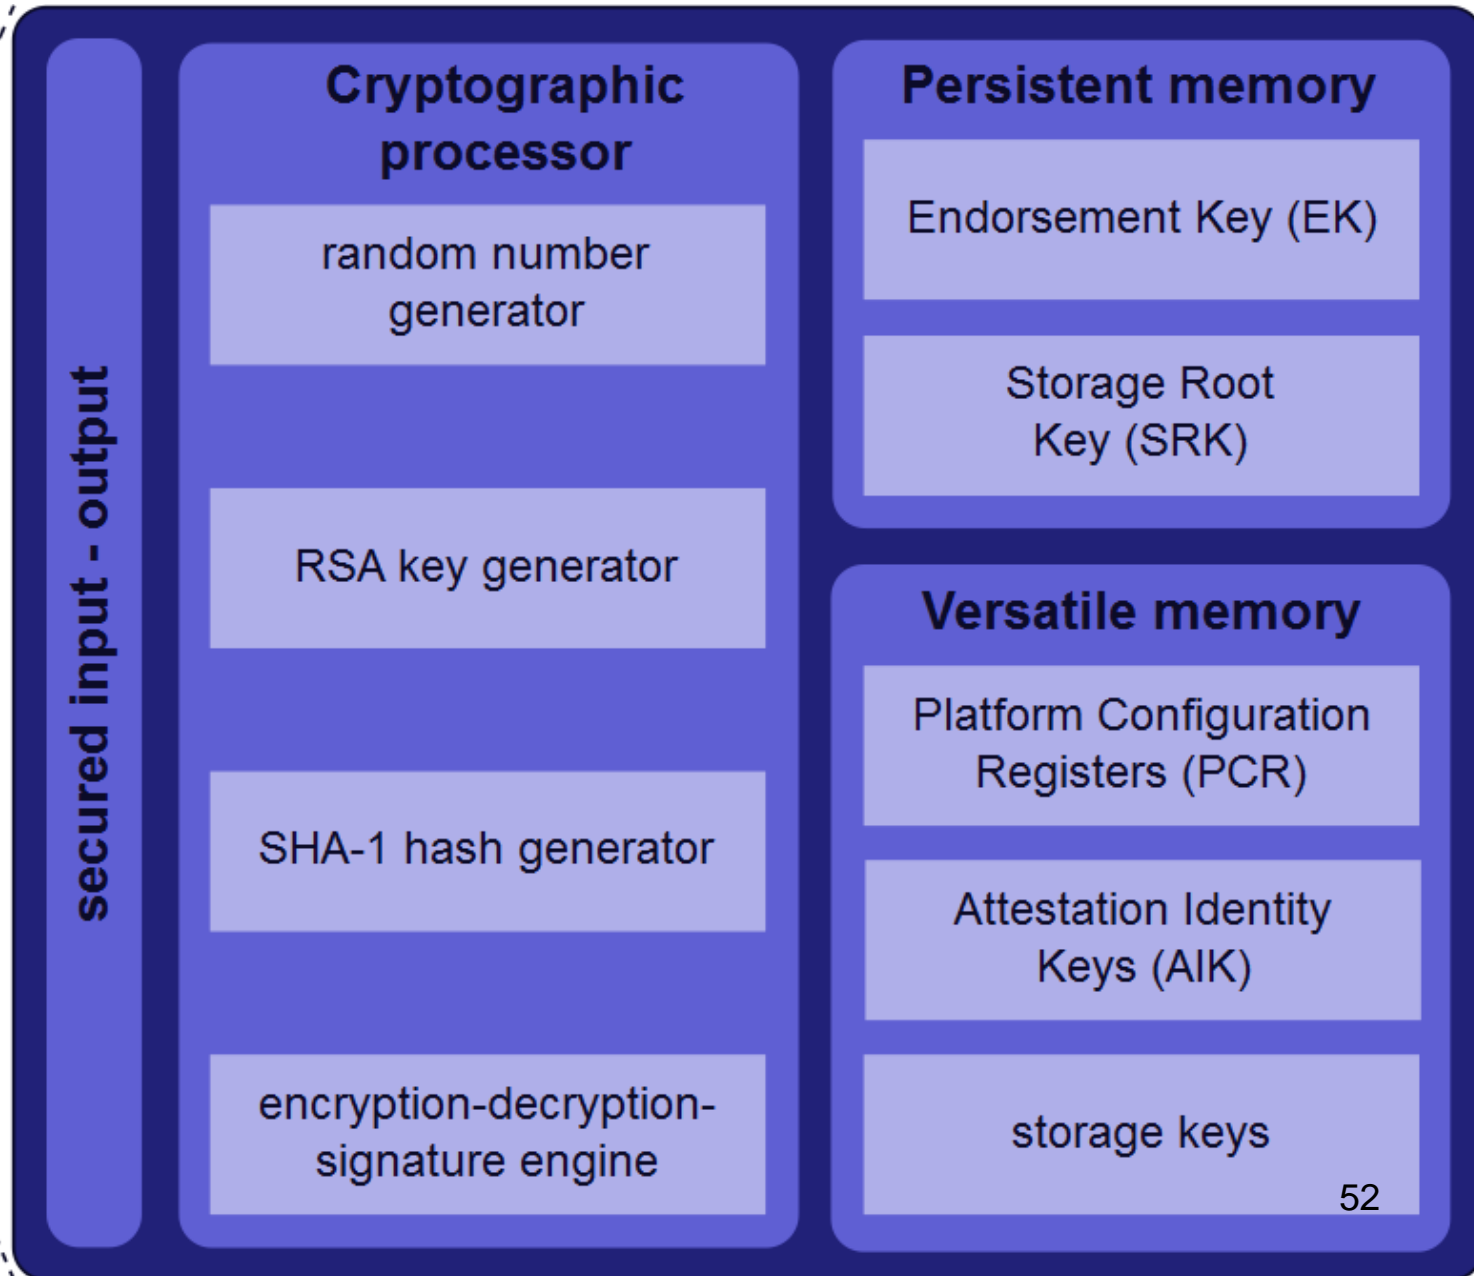 secured input - output
Cryptographic
processor
random number
generator
RSA key generator
SHA-1 hash generator
encryption-decryption-
signature engine
Persistent memory
Endorsement Key (EK)
Storage Root
Key (SRK)
Versatile memory
Platform Configuration
Registers (PCR)
Attestation Identity
Keys (AIK)
storage keys
52